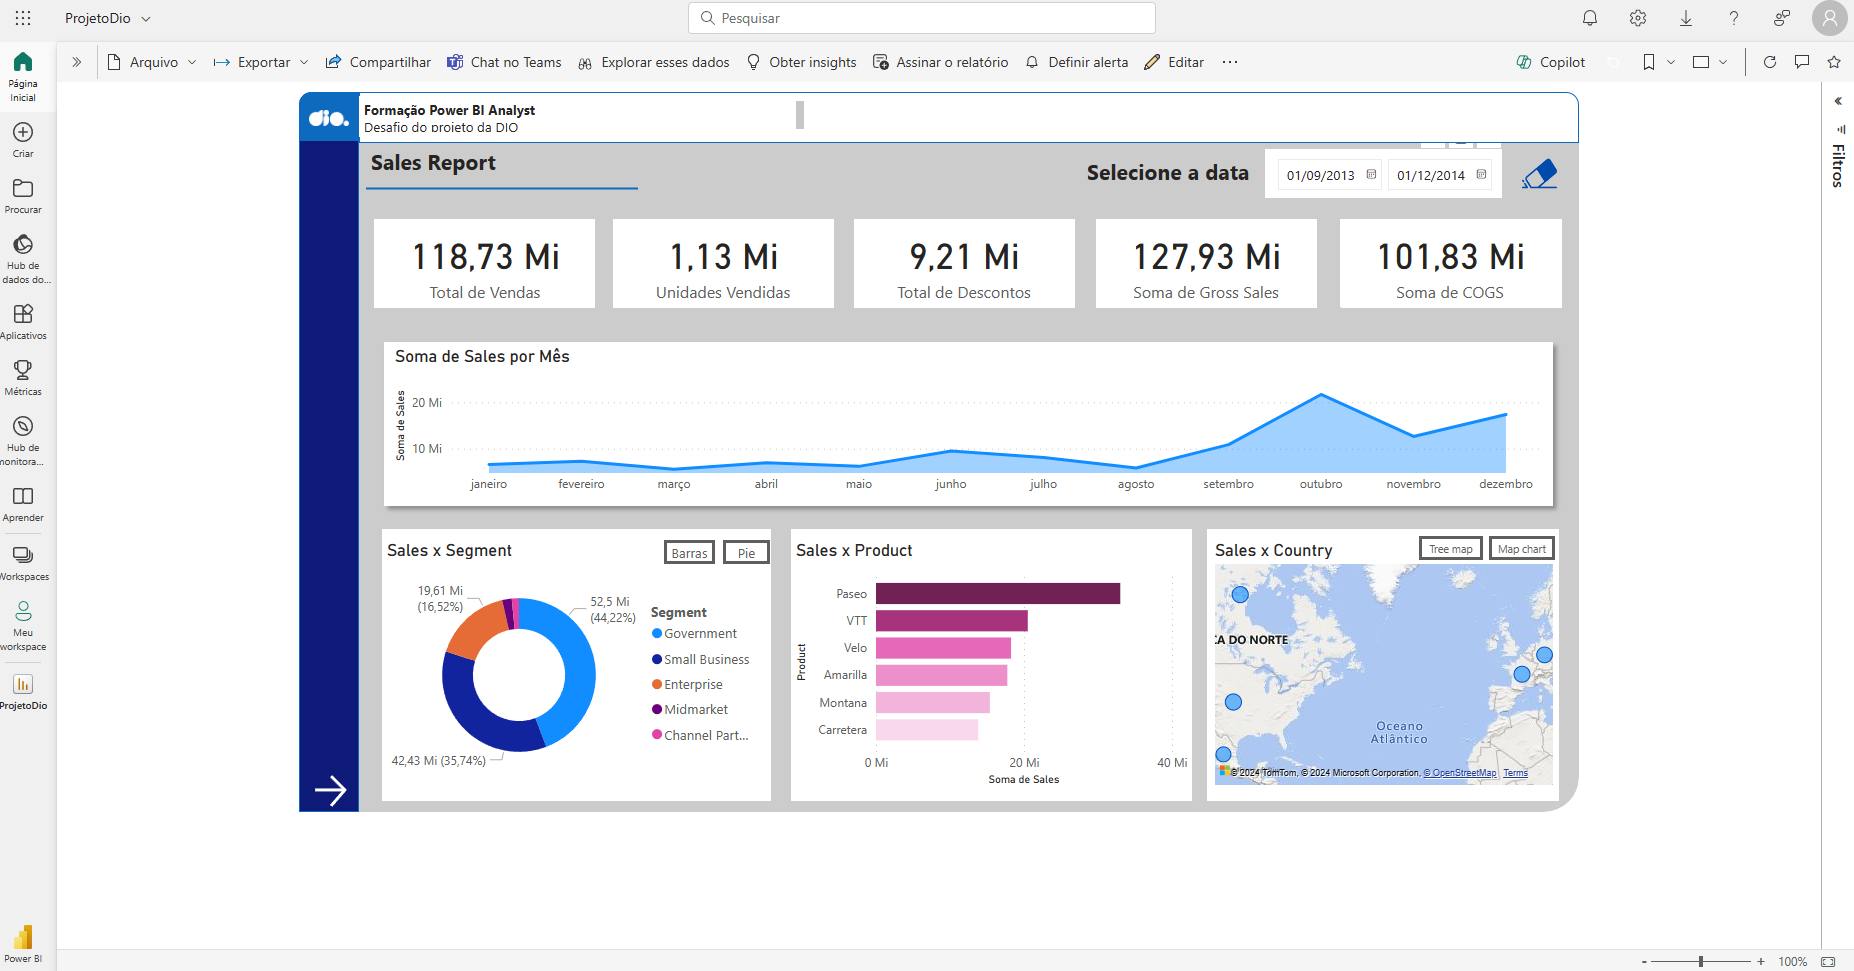 ProjetoDio
Pesquisar
Arquivo
Exportar
Compartilhar
Chat no Teams
Explorar esses dados
Obter insights
Assinar o relatório
Definir alerta
Editar
Copilot
Página
Inicial
Criar
Procurar
Hub de
dados do...
Aplicativos
Métricas
Hub de
monitora...
Aprender
Workspaces
Meu
workspace
ProjetoDio
Power BI
dio.
Formação Power BI Analyst
Desafio do projeto da DIO
Sales Report
Selecione a data
01/09/2013
01/12/2014
Filtros
118,73 Mi
Total de Vendas
1,13 Mi
Unidades Vendidas
9,21 Mi
Total de Descontos
127,93 Mi
Soma de Gross Sales
101,83 Mi
Soma de COGS
Soma de Sales por Mês
Soma de Sales
20 Mi
10 Mi
janeiro
fevereiro
março
abril
maio
junho
julho
agosto
setembro
outubro
novembro
dezembro
Sales x Segment
Barras
Pie
19,61 Mi
(16,52%)
52,5 Mi
(44,22%)
42,43 Mi (35,74%)
Segment
Government
Small Business
Enterprise
Midmarket
Channel Part...
Sales x Product
Product
Paseo
VTT
Velo
Amarilla
Montana
Carretera
0 Mi
20 Mi
40 Mi
Soma de Sales
Sales x Country
Tree map
Map chart
CA DO NORTE
Oceano
Atlântico
© 2024 TomTom, © 2024 Microsoft Corporation, © OpenStreetMap Terms
- + 100%